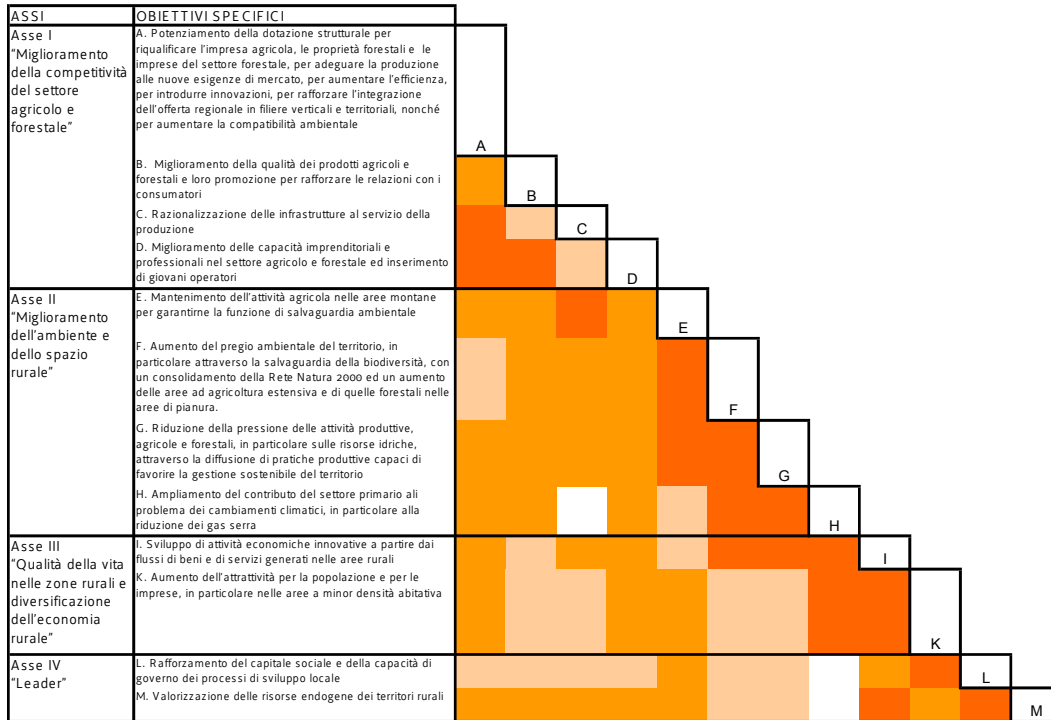 ASSI OBIETTIVI SPECIFICI
Asse I
"Miglioramento
della competitività
del settore
agricolo e
forestale"
A. Potenziamento della dotazione strutturale per
riqualificare l'impresa agricola, le proprietà forestali e le
imprese del settore forestale, per adeguare la produzione
alle nuove esigenze di mercato, per aumentare l'efficienza,
per introdurre innovazioni, per rafforzare l'integrazione
dell'offerta regionale in filiere verticali e territoriali, nonché
per aumentare la compatibilità ambientale
A
B. Miglioramento della qualità dei prodotti agricoli e
forestali e loro promozione per rafforzare le relazioni con i
consumatori
B
C. Razionalizzazione delle infrastrutture al servizio della
produzione
C
D. Miglioramento delle capacità imprenditoriali e
professionali nel settore agricolo e forestale ed inserimento
di giovani operatori
D
Asse II
"Miglioramento
dell'ambiente e
dello spazio
rurale"
E. Mantenimento dell'attività agricola nelle aree montane
per garantirne la funzione di salvaguardia ambientale
E
F. Aumento del pregio ambientale del territorio, in
particolare attraverso la salvaguardia della biodiversità, con
un consolidamento della Rete Natura 2000 ed un aumento
delle aree ad agricoltura estensiva e di quelle forestali nelle
aree di pianura.
F
G. Riduzione della pressione delle attività produttive,
agricole e forestali, in particolare sulle risorse idriche,
attraverso la diffusione di pratiche produttive capaci di
favorire la gestione sostenibile del territorio
G
H. Ampliamento del contributo del settore primario ali
problema dei cambiamenti climatici, in particolare alla
riduzione dei gas serra
H
Asse III
"Qualità della vita
nelle zone rurali e
diversificazione
dell'economia
rurale"
I. Sviluppo di attività economiche innovative a partire dai
flussi di beni e di servizi generati nelle aree rurali
I
K. Aumento dell'attrattività per la popolazione e per le
imprese, in particolare nelle aree a minor densità abitativa
K
Asse IV
"Leader"
L. Rafforzamento del capitale sociale e della capacità di
governo dei processi di sviluppo locale
L
M. Valorizzazione delle risorse endogene dei territori rurali
M